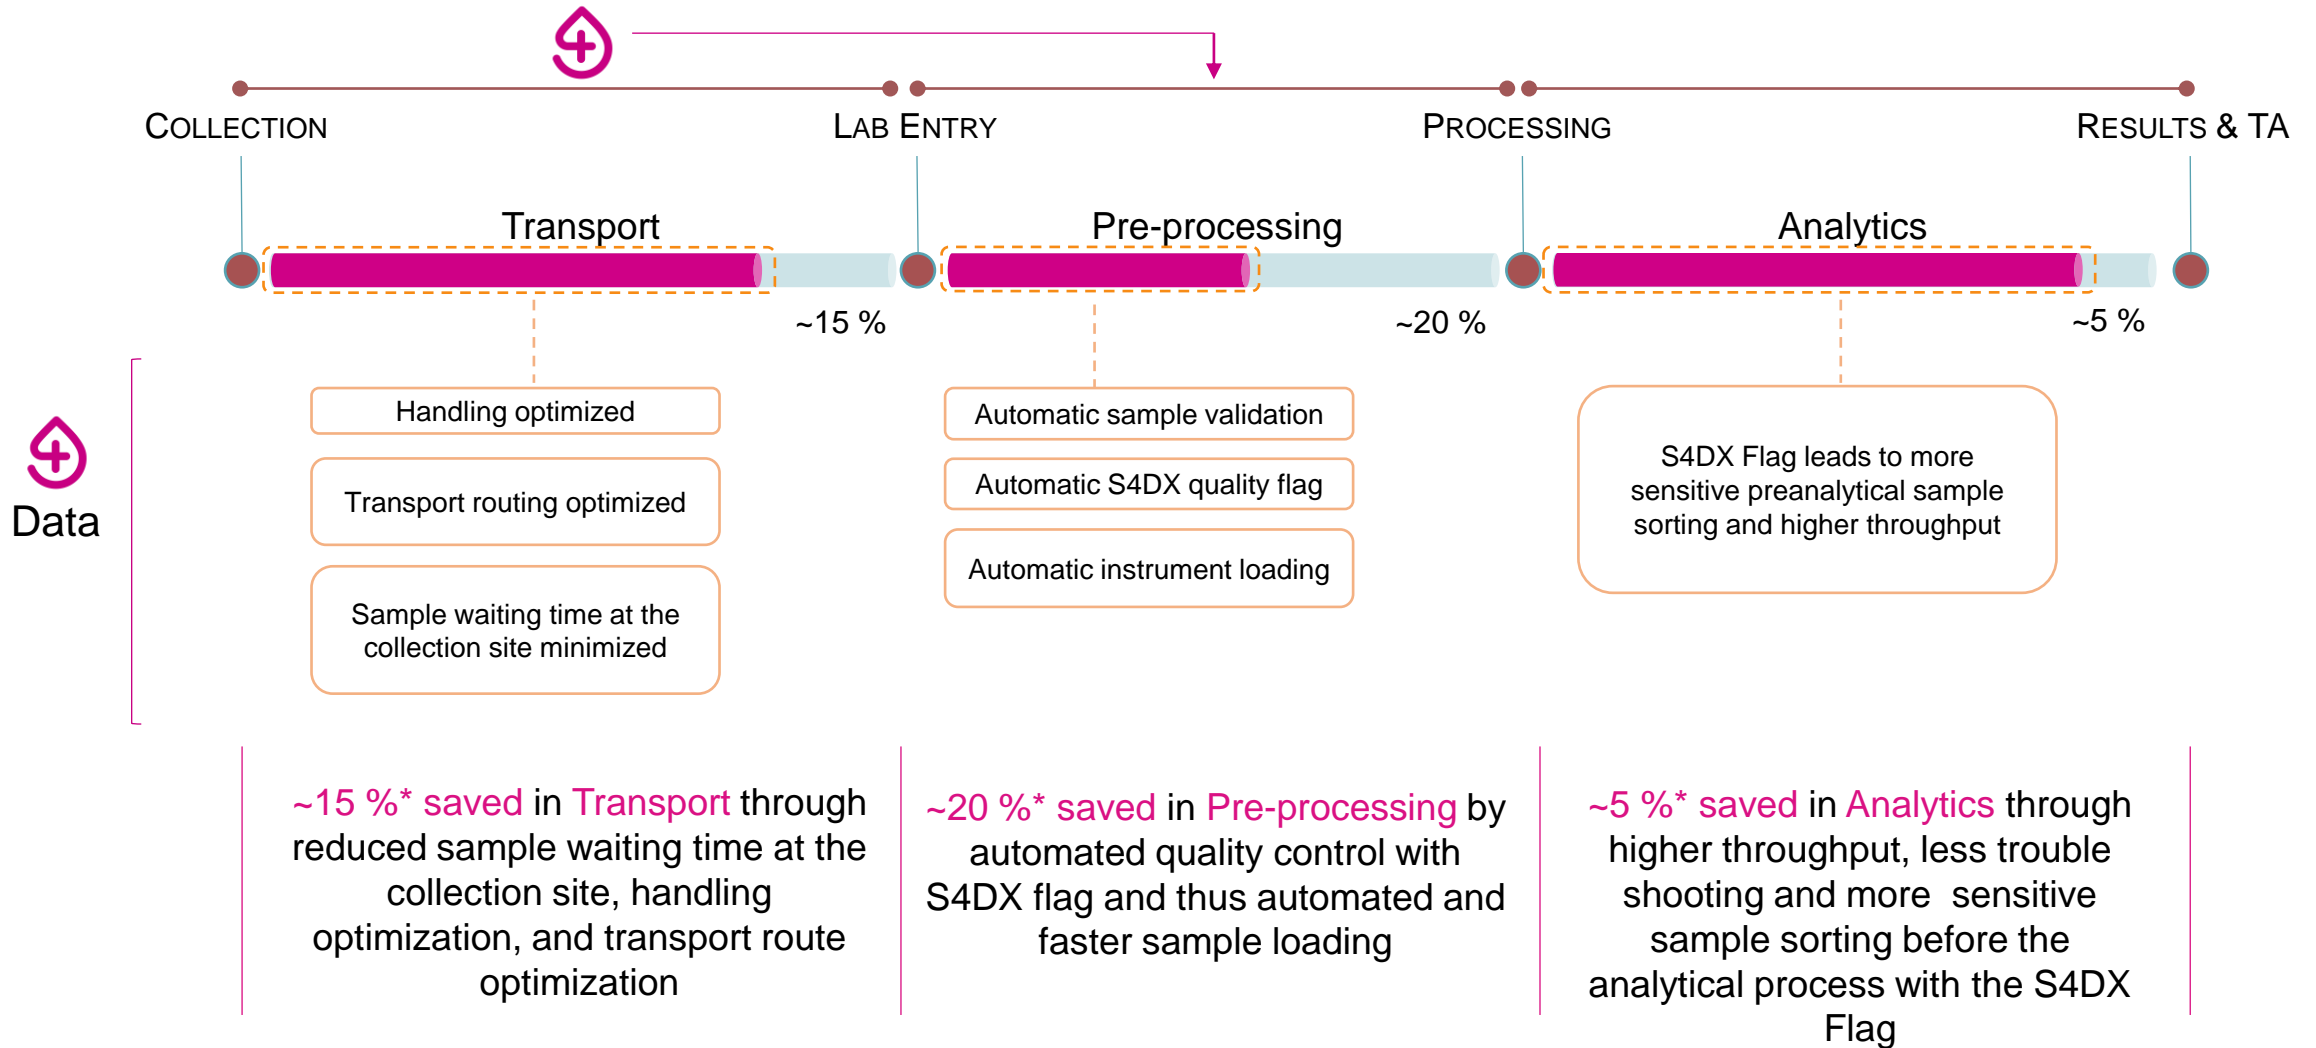 COLLECTION
LAB ENTRY
PROCESSING
RESULTS & TA
Transport
Pre-processing
Analytics
~15 %
~20 %
~5 %
Data
Handling optimized
Transport routing optimized
Sample waiting time at the
collection site minimized
Automatic sample validation
Automatic S4DX quality flag
Automatic instrument loading
S4DX Flag leads to more
sensitive preanalytical sample
sorting and higher throughput
~15 %* saved in Transport through
reduced sample waiting time at the
collection site, handling
optimization, and transport route
optimization
~20 %* saved in Pre-processing by
automated quality control with
S4DX flag and thus automated and
faster sample loading
~5 %* saved in Analytics through
higher throughput, less trouble
shooting and more  sensitive
sample sorting before the
analytical process with the S4DX
Flag